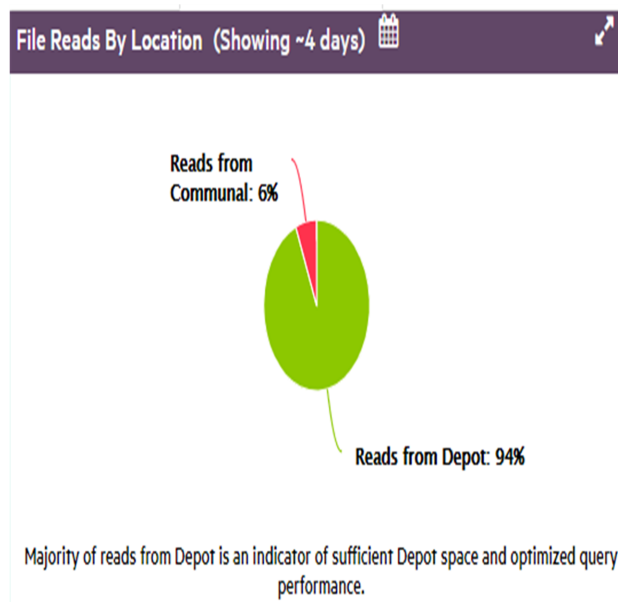 File Reads By Location (Showing ~4 days)
Reads from
Communal: 6%
Reads from Depot: 94%
Majority of reads from Depot is an indicator of sufficient Depot space and optimized query
performance.